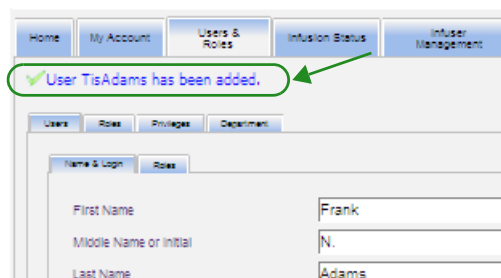 Home My Account Users & Roles Infusion Status Infuser Management
User TisAdams has been added.
Users Roles Privileges Department
Name & Login Roles
First Name Frank
Middle Name or Initial N.
Last Name Adams